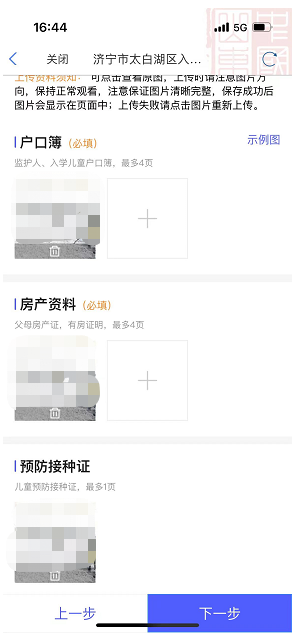 16:44
5G
关闭
济宁市太白湖区入...
上传资料须知： 可点击查看原图，上传时请注意图片方
向，保持正常观看，注意保证图片清晰完整，保存成功后
图片会显示在页面中；上传失败请点击图片重新上传。
户口簿（必填）
示例图
监护人、入学儿童户口簿，最多4页
房产资料（必填）
父母房产证，有房证明，最多4页
预防接种证
儿童预防接种证，最多1页
上一步
下一步